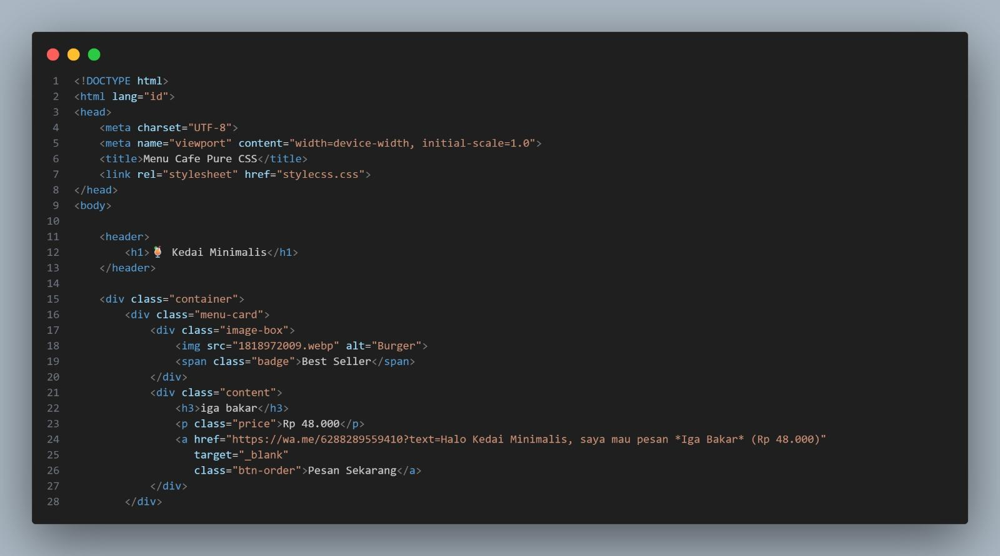 1 <!DOCTYPE html>
2 <html lang="id">
3 <head>
4     <meta charset="UTF-8">
5     <meta name="viewport" content="width=device-width, initial-scale=1.0">
6     <title>Menu Cafe Pure CSS</title>
7     <link rel="stylesheet" href="stylecss.css">
8 </head>
9 <body>
10
11     <header>
12         <h1>🍹 Kedai Minimalis</h1>
13     </header>
14
15     <div class="container">
16         <div class="menu-card">
17             <div class="image-box">
18                 <img src="1818972009.webp" alt="Burger">
19                 <span class="badge">Best Seller</span>
20             </div>
21             <div class="content">
22                 <h3>iga bakar</h3>
23                 <p class="price">Rp 48.000</p>
24                 <a href="https://wa.me/6288289559410?text=Halo Kedai Minimalis, saya mau pesan *Iga Bakar* (Rp 48.000)"
25                    target="_blank"
26                    class="btn-order">Pesan Sekarang</a>
27             </div>
28         </div>